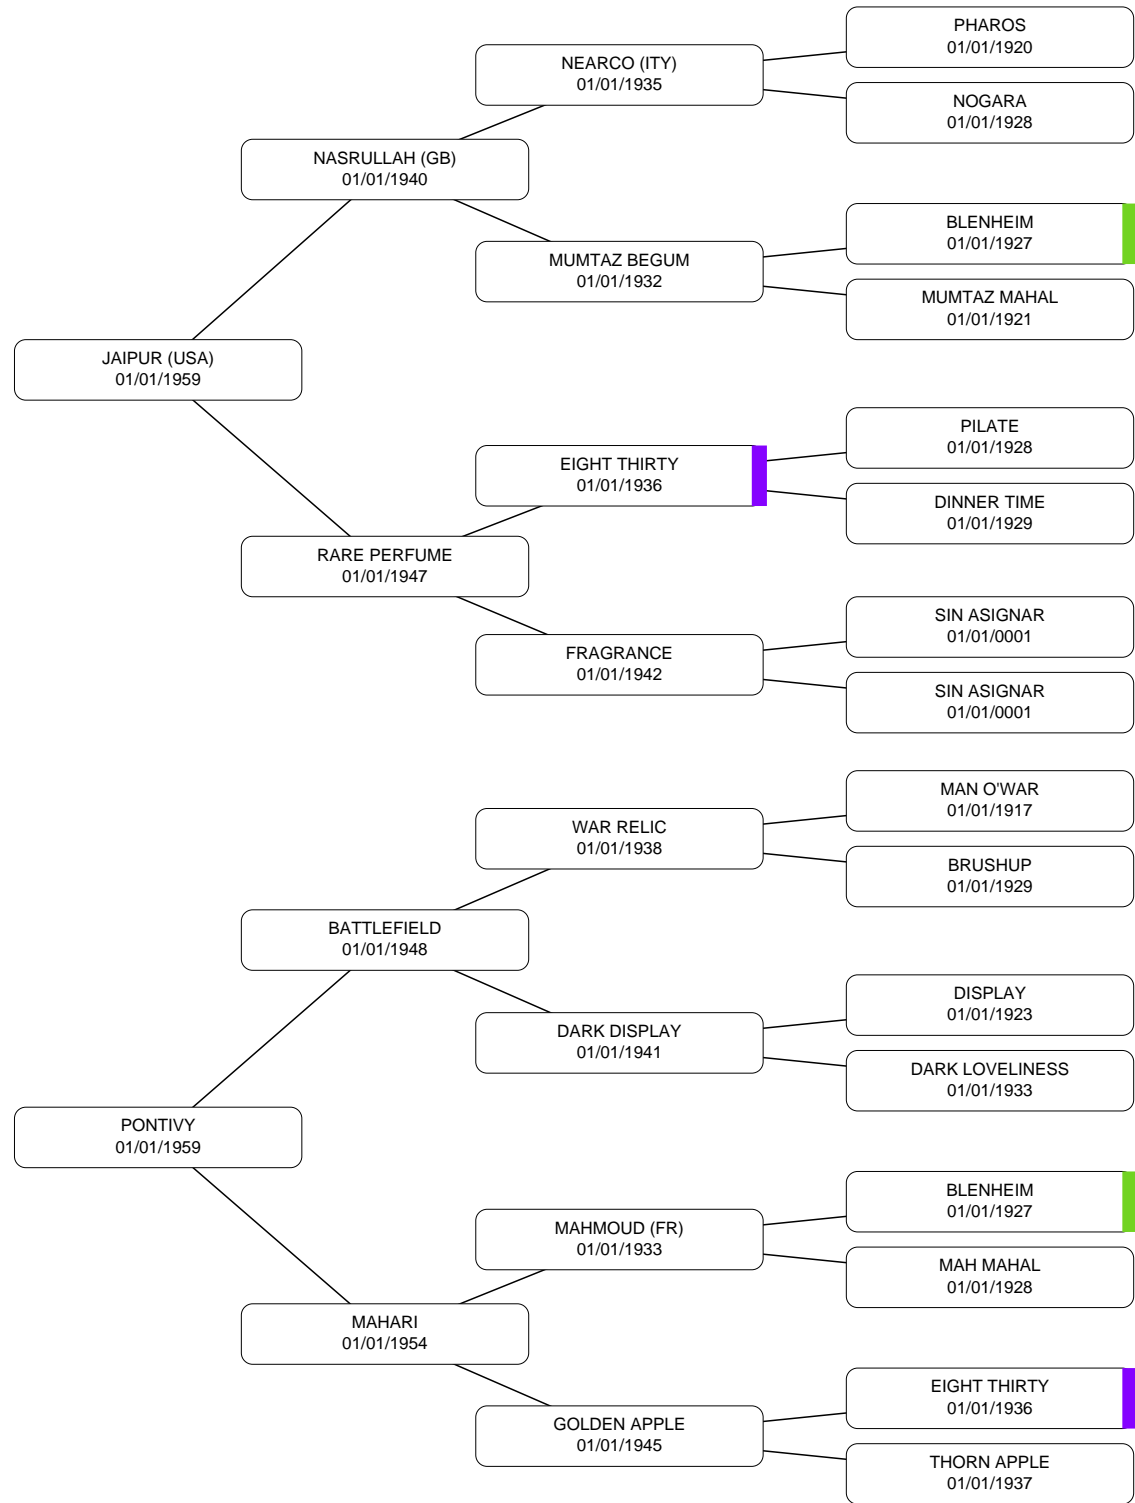 PHAROS
01/01/1920
NEARCO (ITY)
01/01/1935
NOGARA
01/01/1928
NASRULLAH (GB)
01/01/1940
BLENHEIM
01/01/1927
MUMTAZ BEGUM
01/01/1932
MUMTAZ MAHAL
01/01/1921
JAIPUR (USA)
01/01/1959
PILATE
01/01/1928
EIGHT THIRTY
01/01/1936
DINNER TIME
01/01/1929
RARE PERFUME
01/01/1947
SIN ASIGNAR
01/01/0001
FRAGRANCE
01/01/1942
SIN ASIGNAR
01/01/0001
MAN O'WAR
01/01/1917
WAR RELIC
01/01/1938
BRUSHUP
01/01/1929
BATTLEFIELD
01/01/1948
DISPLAY
01/01/1923
DARK DISPLAY
01/01/1941
DARK LOVELINESS
01/01/1933
PONTIVY
01/01/1959
BLENHEIM
01/01/1927
MAHMOUD (FR)
01/01/1933
MAH MAHAL
01/01/1928
MAHARI
01/01/1954
EIGHT THIRTY
01/01/1936
GOLDEN APPLE
01/01/1945
THORN APPLE
01/01/1937